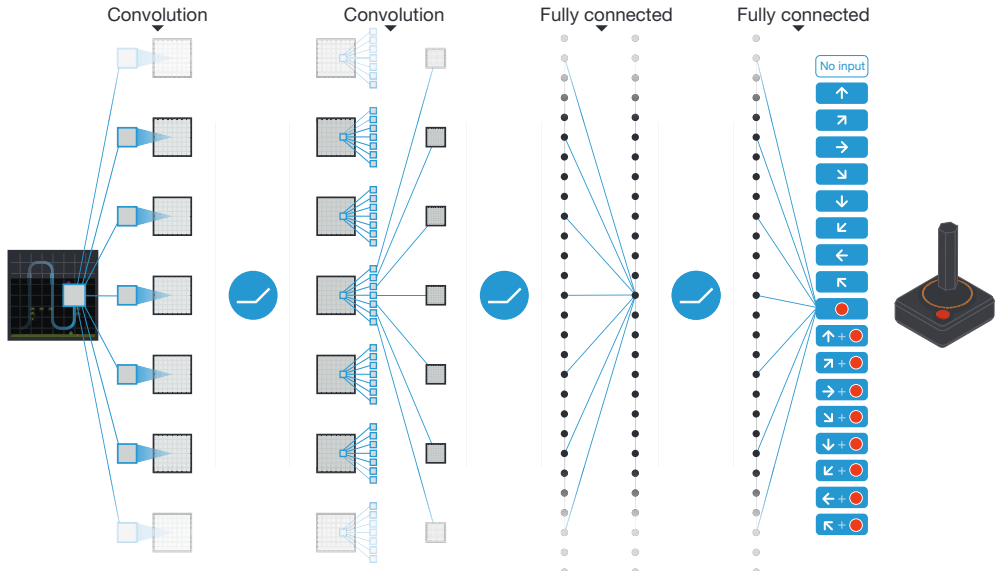 Convolution
Convolution
Fully connected
Fully connected
No input
+
+
+
+
+
+
+
+